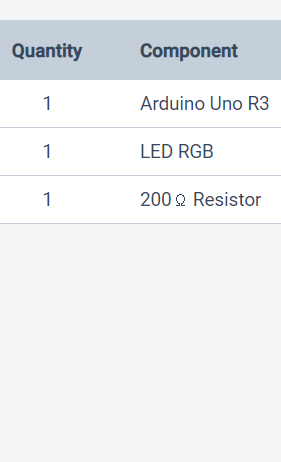 Quantity Component
1 Arduino Uno R3
1 LED RGB
1 200 Ω Resistor